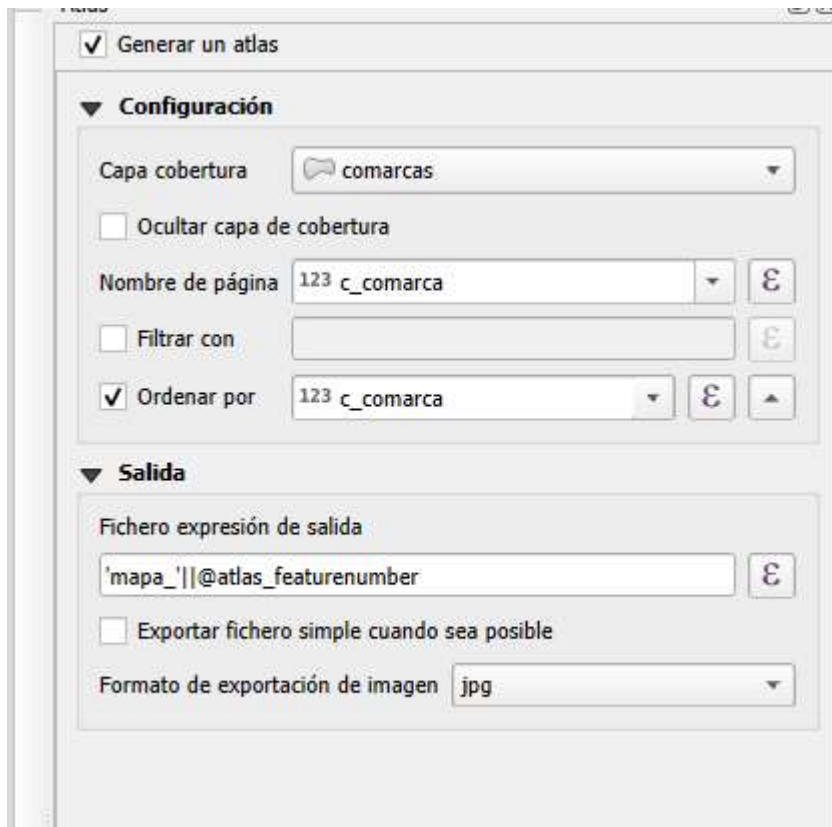 Atlas
Generar un atlas
Configuración
Capa cobertura comarcas
Ocultar capa de cobertura
Nombre de página 123 c_comarca ε
Filtrar con ε
Ordenar por 123 c_comarca ε
Salida
Fichero expresión de salida
'mapa_'||@atlas_featurenumber ε
Exportar fichero simple cuando sea posible
Formato de exportación de imagen jpg